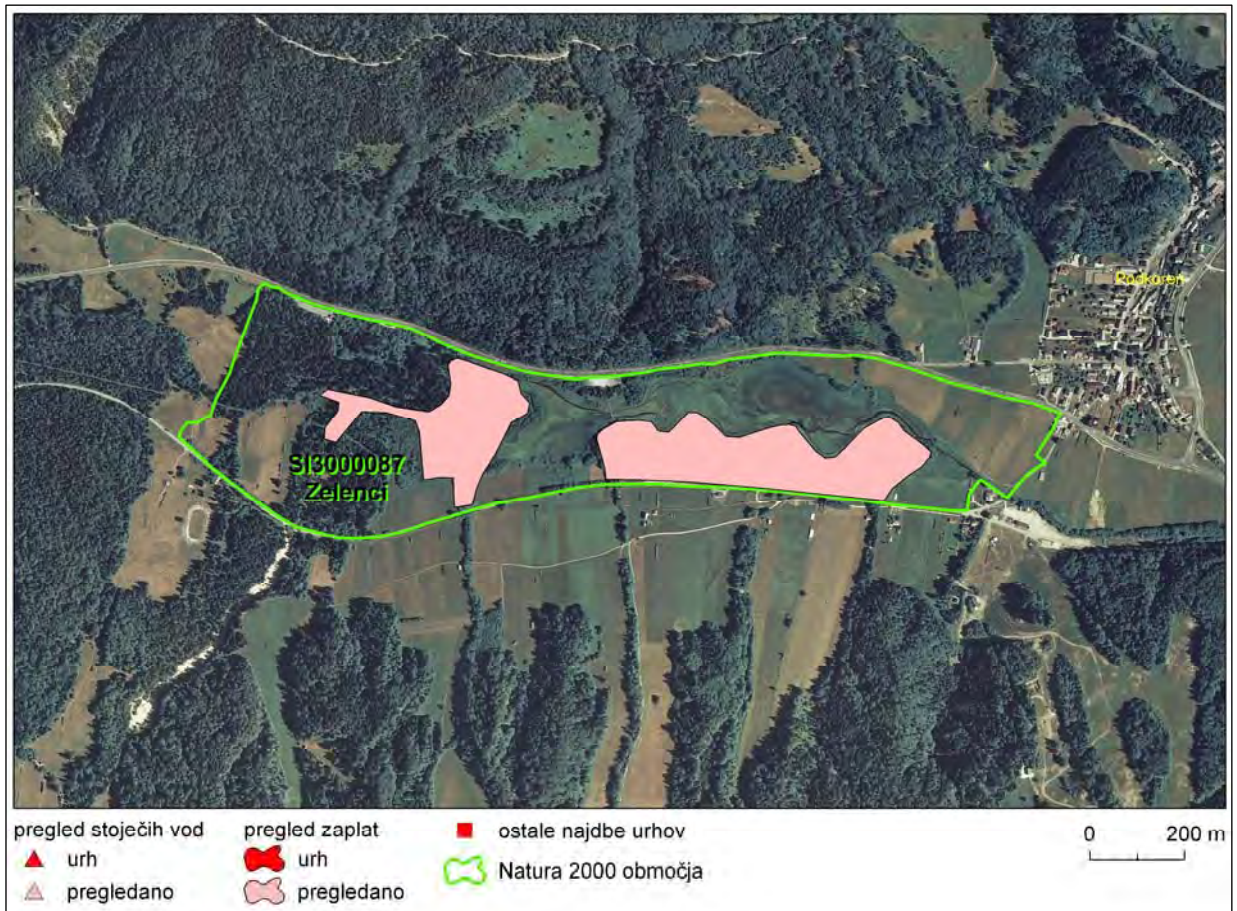 Podkoren
SI3000087
Zelenci
pregled stoječih vod
urh
pregledano
pregled zaplat
urh
pregledano
ostale najdbe urhov
Natura 2000 območja
0 200 m